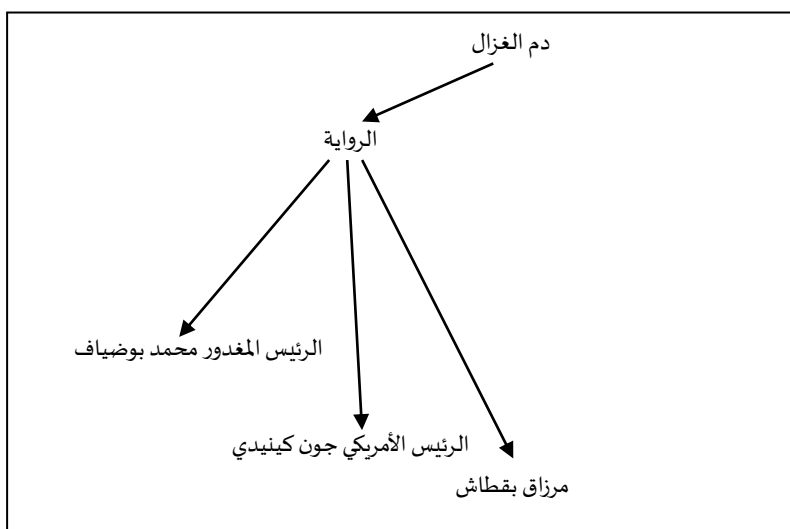 دم الغزال
الرواية
الرئيس المغدور محمد بوضياف
الرئيس الأمريكي جون كينيدي
مرزاق بقطاش